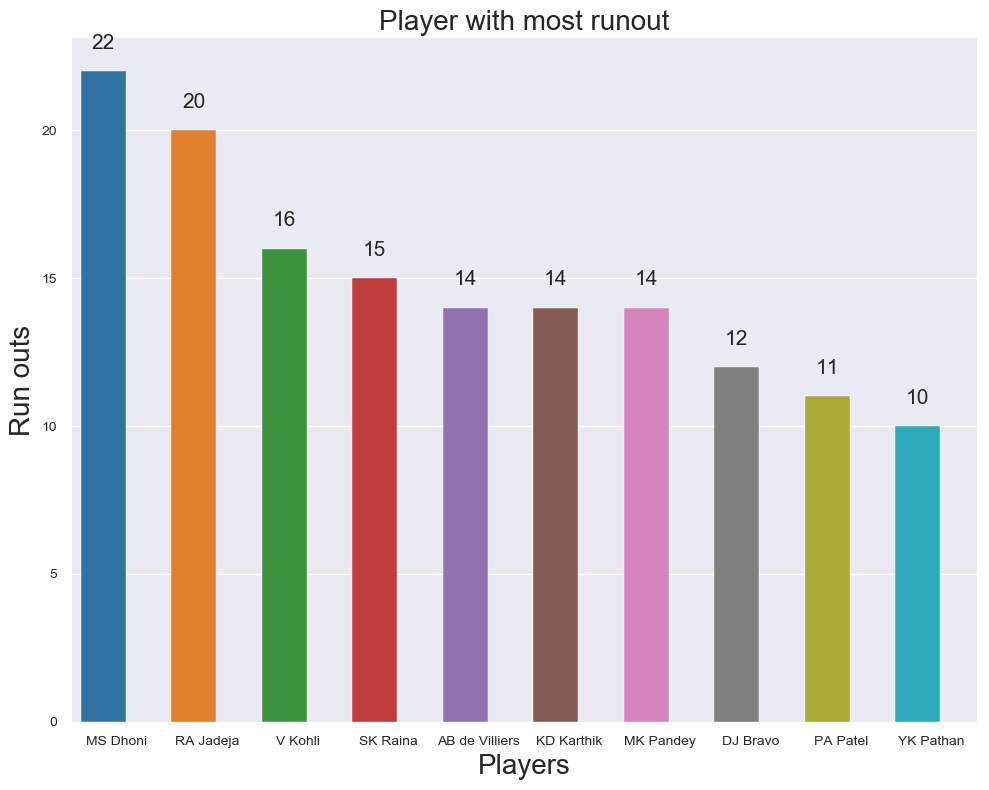 Player with most runout
22
20
16
15
14
14
14
12
11
10
20
15
10
5
0
Run outs
MS Dhoni
RA Jadeja
V Kohli
SK Raina
AB de Villiers
KD Karthik
MK Pandey
DJ Bravo
PA Patel
YK Pathan
Players